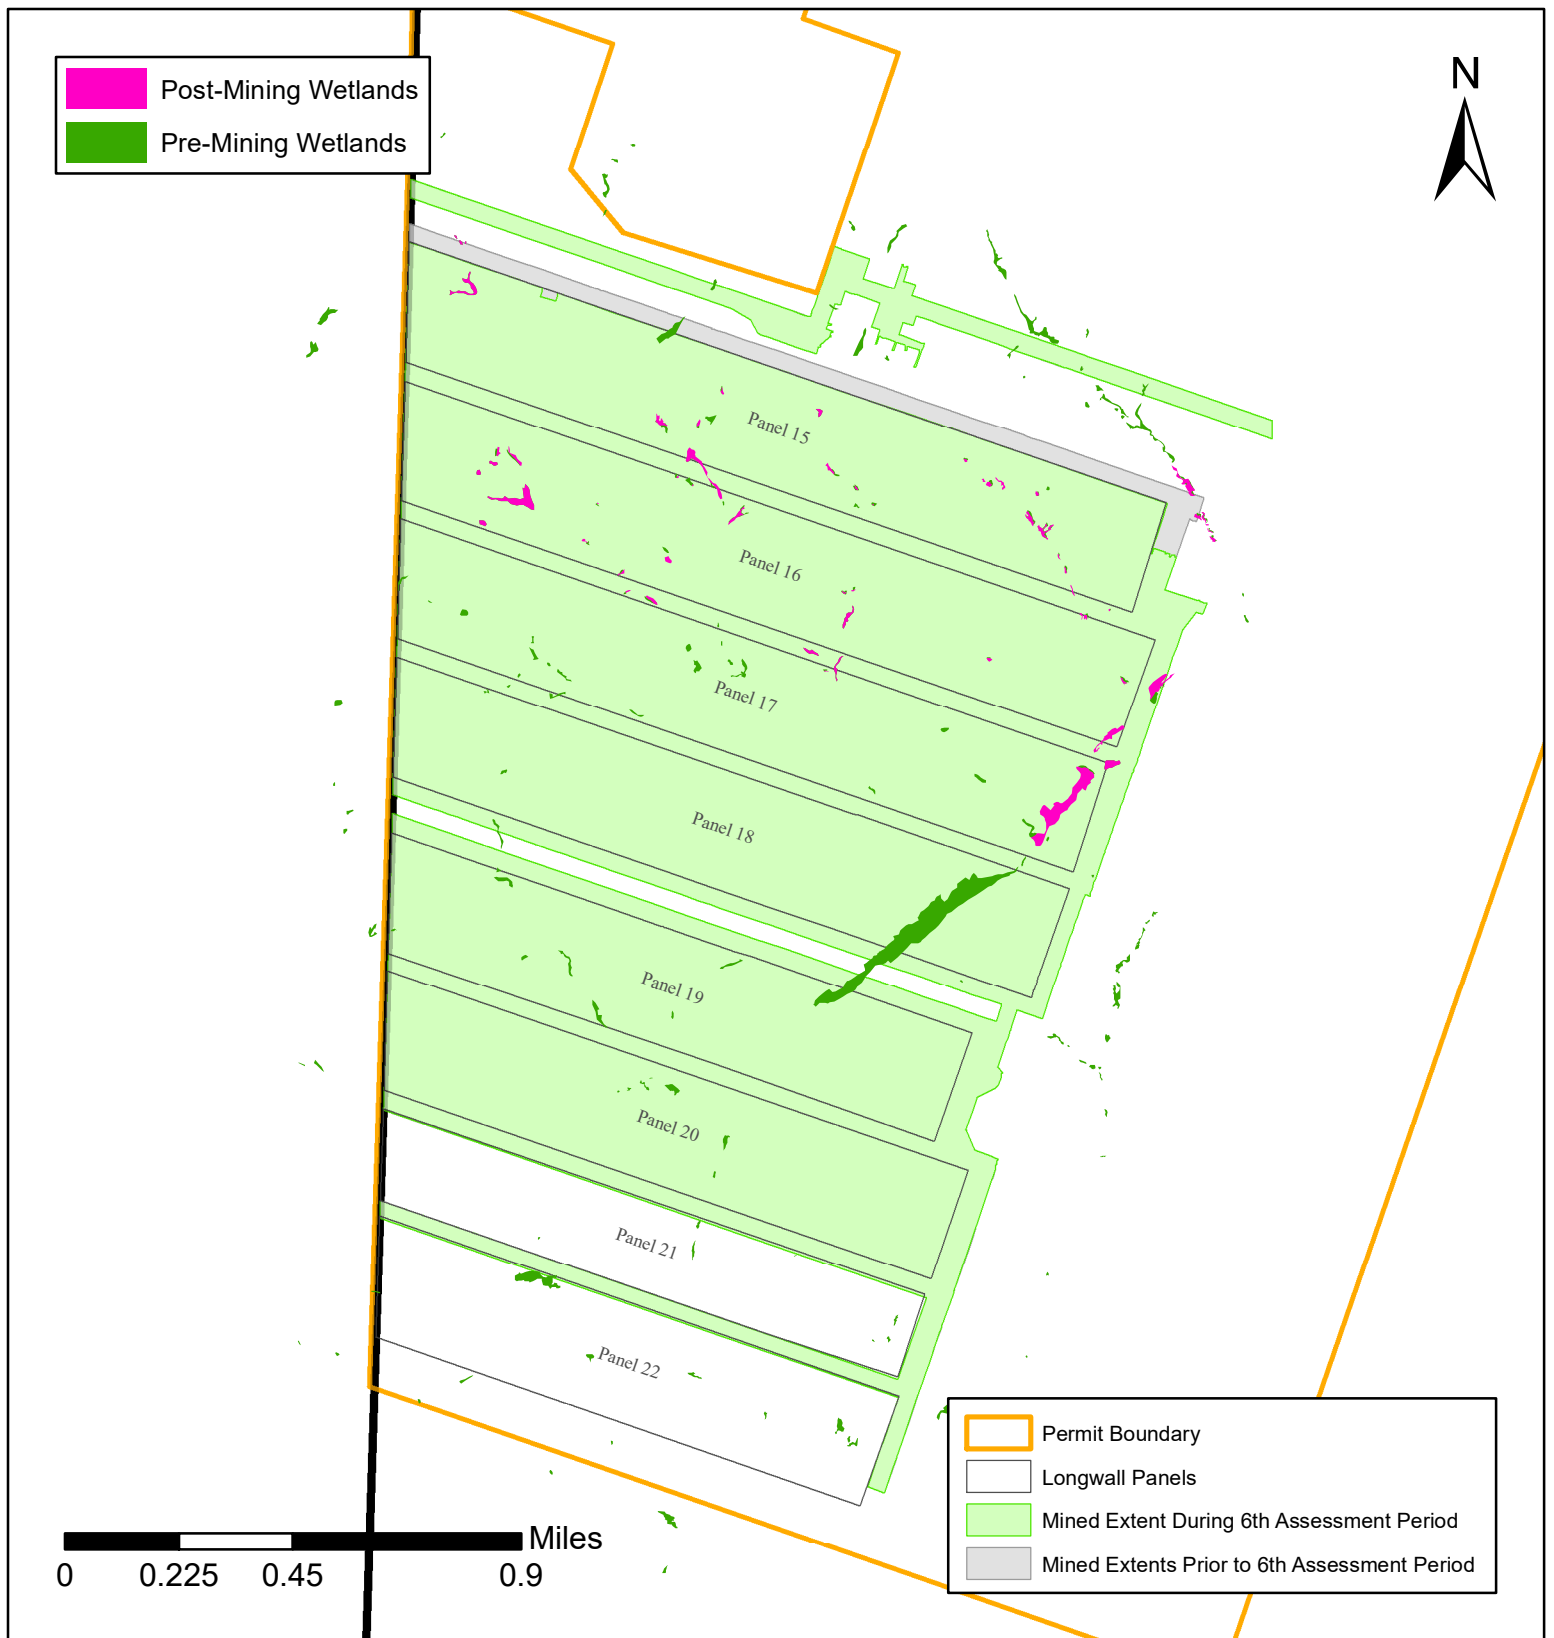 Post-Mining Wetlands
Pre-Mining Wetlands
N
Panel 15
Panel 16
Panel 17
Panel 18
Panel 19
Panel 20
Panel 21
Panel 22
Permit Boundary
Longwall Panels
Mined Extent During 6th Assessment Period
Mined Extents Prior to 6th Assessment Period
Miles
0 0.225 0.45 0.9